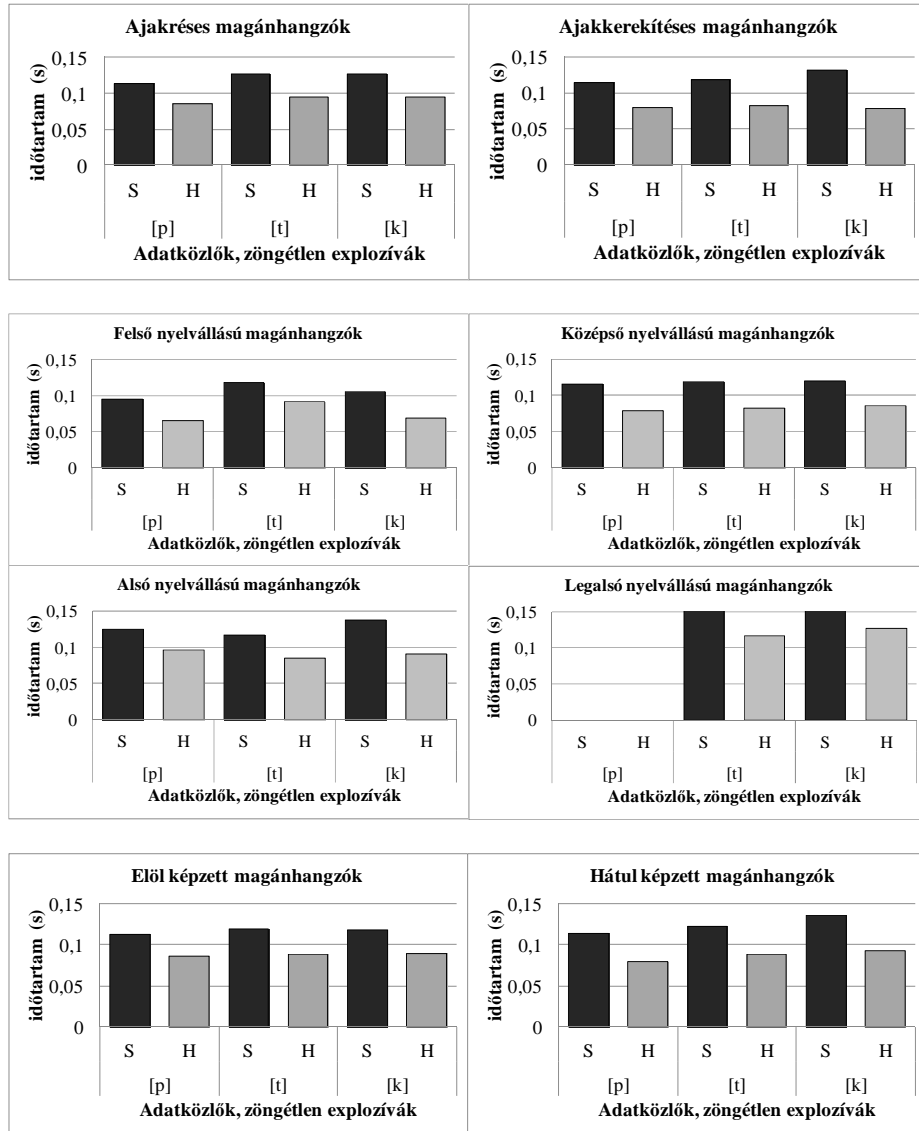 Ajakréses magánhangzók
0,15
0,1
0,05
0
időtartam (s)
S H S H S H
[p] [t] [k]
Adatközlők, zöngétlen explozívák
Ajakkerekítéses magánhangzók
0,15
0,1
0,05
0
időtartam (s)
S H S H S H
[p] [t] [k]
Adatközlők, zöngétlen explozívák
Felső nyelvállású magánhangzók
0,15
0,1
0,05
0
időtartam (s)
S H S H S H
[p] [t] [k]
Adatközlők, zöngétlen explozívák
Középső nyelvállású magánhangzók
0,15
0,1
0,05
0
időtartam (s)
S H S H S H
[p] [t] [k]
Adatközlők, zöngétlen explozívák
Alsó nyelvállású magánhangzók
0,15
0,1
0,05
0
időtartam (s)
S H S H S H
[p] [t] [k]
Adatközlők, zöngétlen explozívák
Legalsó nyelvállású magánhangzók
0,15
0,1
0,05
0
időtartam (s)
S H S H S H
[p] [t] [k]
Adatközlők, zöngétlen explozívák
Elöl képzett magánhangzók
0,15
0,1
0,05
0
időtartam (s)
S H S H S H
[p] [t] [k]
Adatközlők, zöngétlen explozívák
Hátul képzett magánhangzók
0,15
0,1
0,05
0
időtartam (s)
S H S H S H
[p] [t] [k]
Adatközlők, zöngétlen explozívák